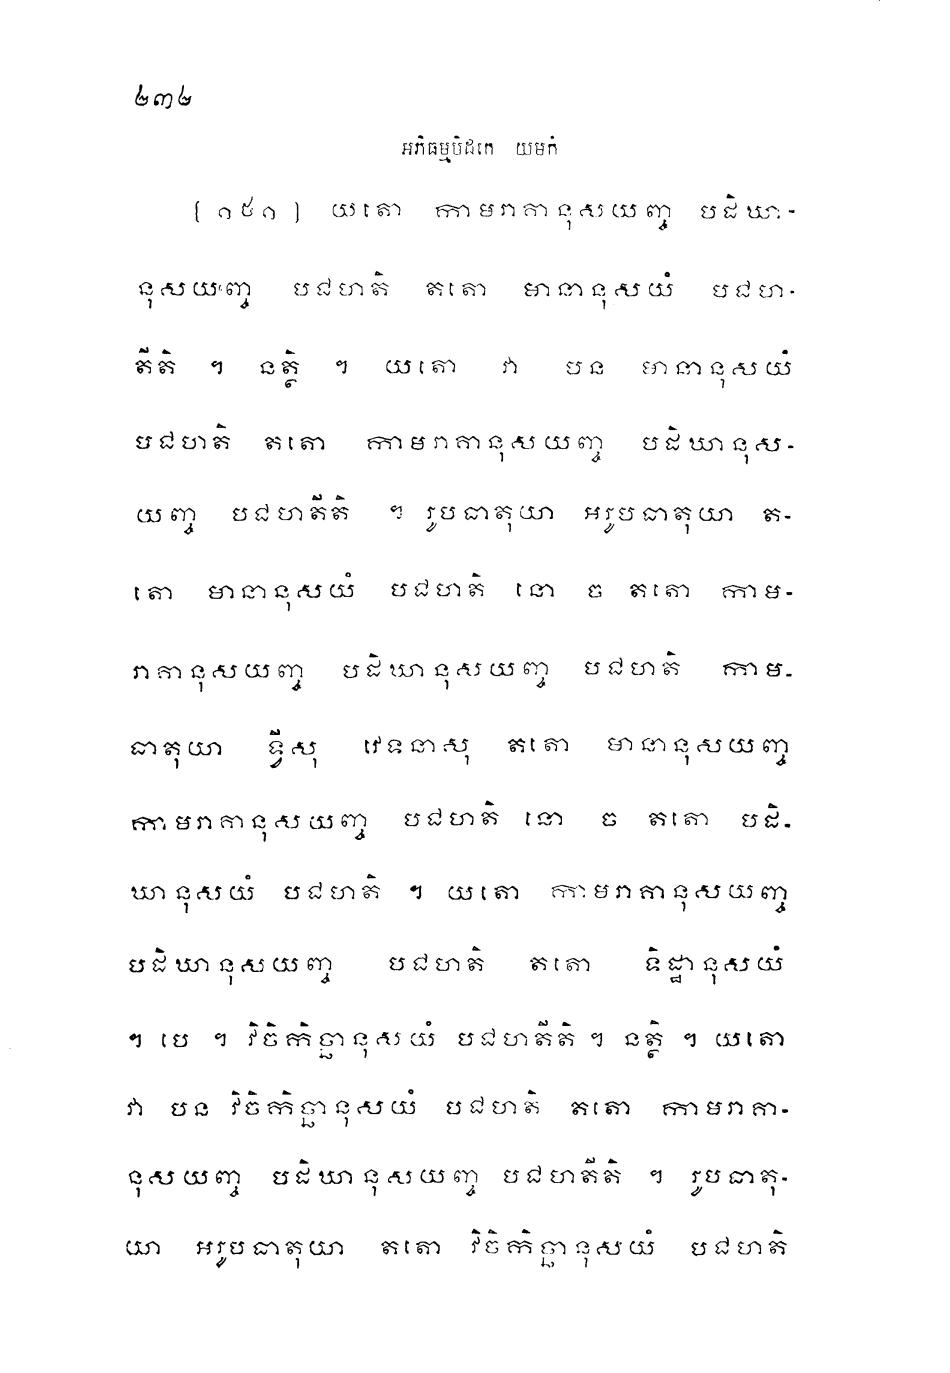 ២៣២
អភិធម្មបិដកេ យមកំ
[១៥១] យតោ កាមរាគានុសយញ្ច បដិឃា-
នុសយញ្ច បជហតិ តតោ មានានុសយំ បជហ-
តីតិ ។ នត្ថិ ។ យតោ វា បន មានានុសយំ
បជហតិ តតោ កាមរាគានុសយញ្ច បដិឃានុស-
យញ្ច បជហតីតិ ។ រូបធាតុយា អរូបធាតុយា ត-
តោ មានានុសយំ បជហតិ នោ ច តតោ កាម-
រាគានុសយញ្ច បដិឃានុសយញ្ច បជហតិ កាម-
ធាតុយា ទ្វីសុ វេទនាសុ តតោ មានានុសយញ្ច
កាមរាគានុសយញ្ច បជហតិ នោ ច តតោ បដិ-
ឃានុសយំ បជហតិ ។ យតោ កាមរាគានុសយញ្ច
បដិឃានុសយញ្ច បជហតិ តតោ ទិដ្ឋានុសយំ
។ បេ ។ វិចិកិច្ឆានុសយំ បជហតីតិ ។ នត្ថិ ។ យតោ
វា បន វិចិកិច្ឆានុសយំ បជហតិ តតោ កាមរាគា-
នុសយញ្ច បដិឃានុសយញ្ច បជហតីតិ ។ រូបធាតុ-
យា អរូបធាតុយា តតោ វិចិកិច្ឆានុសយំ បជហតិ